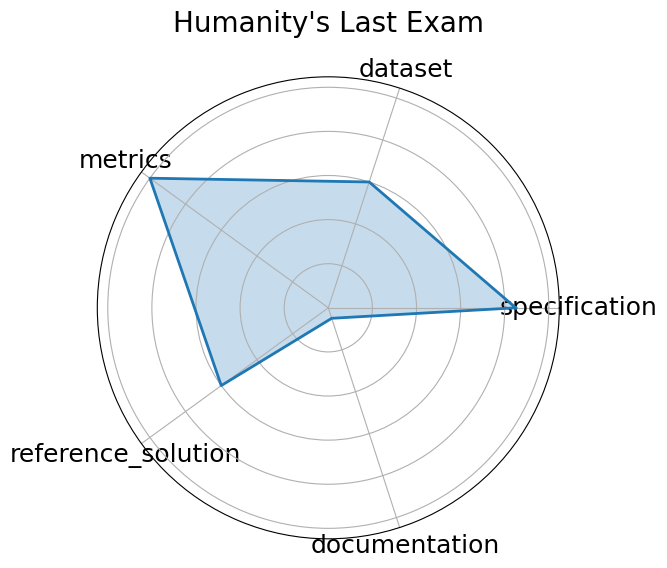 Humanity's Last Exam
dataset
metrics
specification
reference_solution
documentation